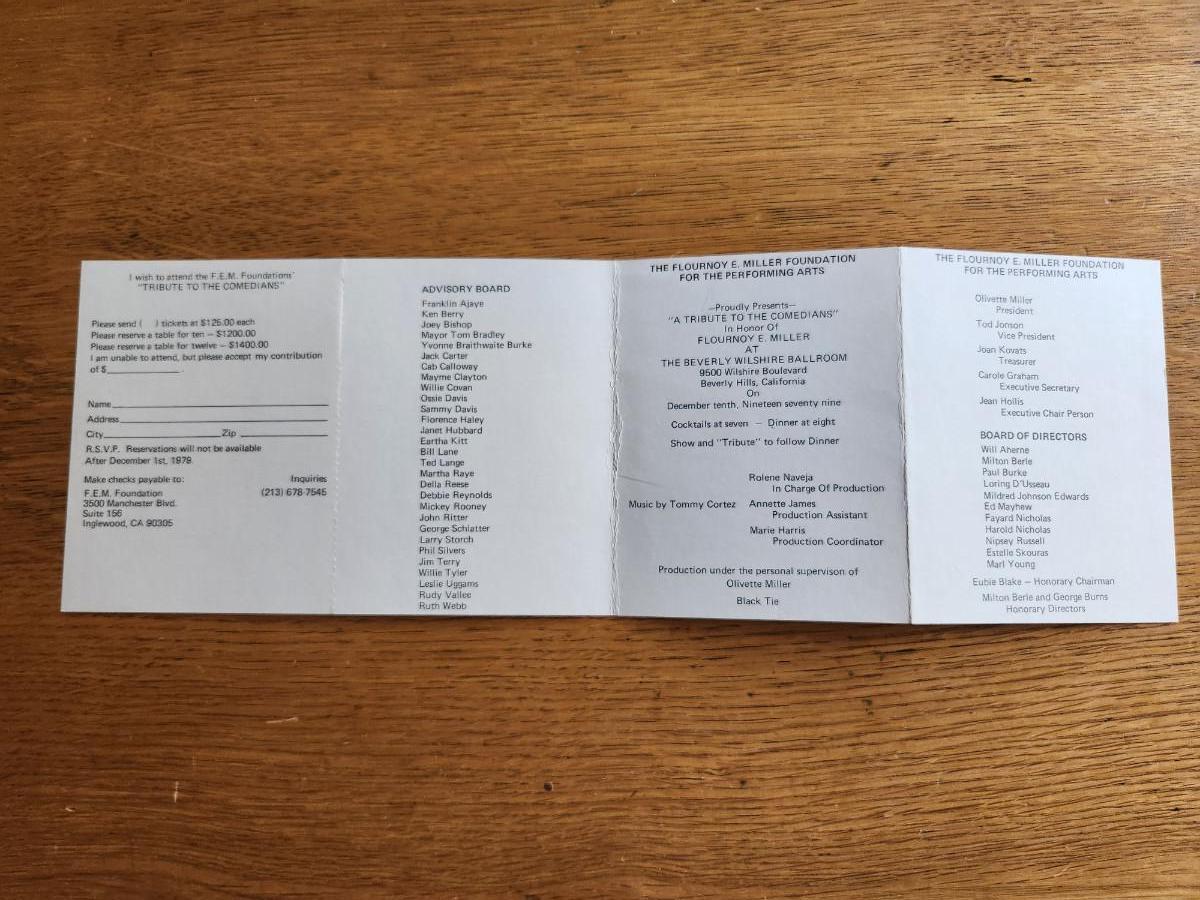 I wish to attend the F.E.M. Foundations'
"TRIBUTE TO THE COMEDIANS"
Please send ( ) tickets at $125.00 each
Please reserve a table for ten — $1200.00
Please reserve a table for twelve — $1400.00
I am unable to attend, but please accept my contribution
of $____________ .
Name____________
Address____________
City____________ Zip ____________
R.S.V.P. Reservations will not be available
After December 1st, 1979.
Make checks payable to: Inquiries
F.E.M. Foundation (213) 678-7545
3500 Manchester Blvd.
Suite 156
Inglewood, CA 90305
ADVISORY BOARD
Franklin Ajaye
Ken Berry
Joey Bishop
Mayor Tom Bradley
Yvonne Braithwaite Burke
Jack Carter
Cab Calloway
Mayme Clayton
Willie Covan
Ossie Davis
Sammy Davis
Florence Haley
Janet Hubbard
Eartha Kitt
Bill Lane
Ted Lange
Martha Raye
Della Reese
Debbie Reynolds
Mickey Rooney
John Ritter
George Schlatter
Larry Storch
Phil Silvers
Jim Terry
Willie Tyler
Leslie Uggams
Rudy Vallee
Ruth Webb
THE FLOURNOY E. MILLER FOUNDATION
FOR THE PERFORMING ARTS
—Proudly Presents—
"A TRIBUTE TO THE COMEDIANS"
In Honor Of
FLOURNOY E. MILLER
AT
THE BEVERLY WILSHIRE BALLROOM
9500 Wilshire Boulevard
Beverly Hills, California
On
December tenth, Nineteen seventy nine
Cocktails at seven — Dinner at eight
Show and "Tribute" to follow Dinner
Rolene Naveja
In Charge Of Production
Music by Tommy Cortez Annette James
Production Assistant
Marie Harris
Production Coordinator
Production under the personal supervison of
Olivette Miller
Black Tie
THE FLOURNOY E. MILLER FOUNDATION
FOR THE PERFORMING ARTS
Olivette Miller
President
Tod Jonson
Vice President
Joan Kovats
Treasurer
Carole Graham
Executive Secretary
Jean Hollis
Executive Chair Person
BOARD OF DIRECTORS
Will Aherne
Milton Berle
Paul Burke
Loring D'Usseau
Mildred Johnson Edwards
Ed Mayhew
Fayard Nicholas
Harold Nicholas
Nipsey Russell
Estelle Skouras
Marl Young
Eubie Blake — Honorary Chairman
Milton Berle and George Burns
Honorary Directors